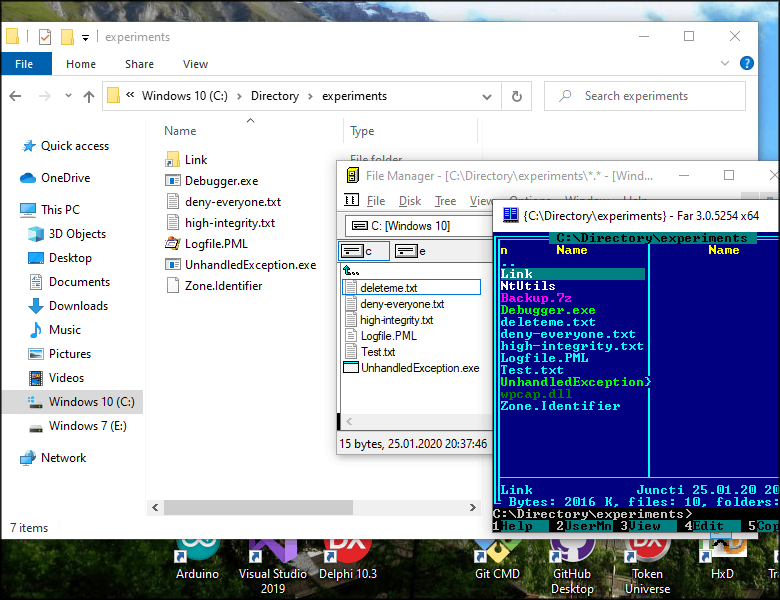 experiments
File
Home
Share
View
Windows 10 (C:)
Directory
experiments
Search experiments
Quick access
OneDrive
This PC
3D Objects
Desktop
Documents
Downloads
Music
Pictures
Videos
Windows 10 (C:)
Windows 7 (E:)
Network
Name
Type
File folder
Link
Debugger.exe
deny-everyone.txt
high-integrity.txt
Logfile.PML
UnhandledException.exe
Zone.Identifier
7 items
File Manager - [C:\Directory\experiments\*.* - [Wind...
File Disk Tree View Options Window Help
C: [Windows 10]
c
e
deleteme.txt
deny-everyone.txt
high-integrity.txt
Logfile.PML
Test.txt
UnhandledException.exe
15 bytes, 25.01.2020 20:37:46
{C:\Directory\experiments} - Far 3.0.5254 x64
C:\Directory\experiments
n Name Name
..
Link
NtUtils
Backup.7z
Debugger.exe
deleteme.txt
deny-everyone.txt
high-integrity.txt
Logfile.PML
Test.txt
UnhandledException}
wpcap.dll
Zone.Identifier
Link Juncti 25.01.20 20
Bytes: 2016 K, files: 10, folders:
C:\Directory\experiments>
1Help 2UserMn 3View 4Edit 5Cop
Arduino
Visual Studio
2019
DX
Delphi 10.3
Git CMD
GitHub
Desktop
DX
Token
Universe
HxD